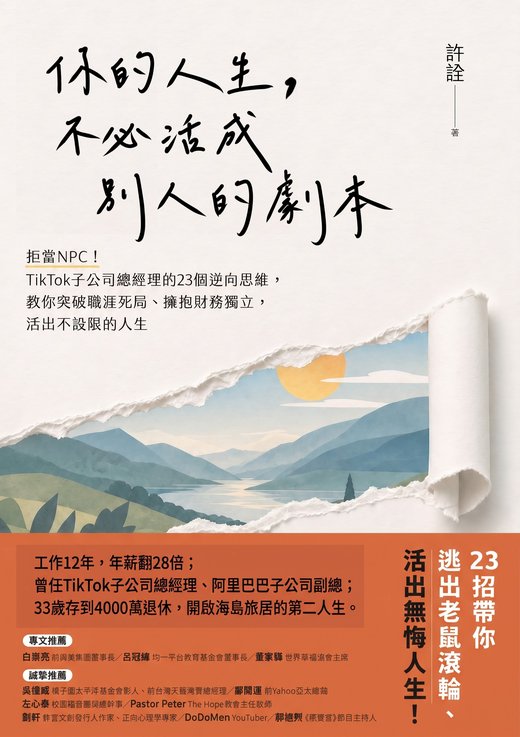 你的人生，
不必活成
別人的劇本
許詮
著
拒當NPC！
TikTok子公司總經理的23個逆向思維，
教你突破職涯死局、擁抱財務獨立，
活出不設限的人生
23招帶你
逃出老鼠滾輪、
活出無悔人生！
工作12年，年薪翻28倍；
曾任TikTok子公司總經理、阿里巴巴子公司副總；
33歲存到4000萬退休，開啟海島旅居的第二人生。
專文推薦
白崇亮 前奧美集團董事長／呂冠緯 均一平台教育基金會董事長／董家驊 世界華福協會主席
誠摯推薦
吳僮威 橘子園太平洋基金會影人、前台灣天籟灣會總經理／鄺開運 前Yahoo亞太總裁
左心泰 校園福音團契總幹事／Pastor Peter The Hope教會主任牧師
劉軒 作家文創發行人作家、正向心理學專家／DoDoMen YouTuber／
節目主持人